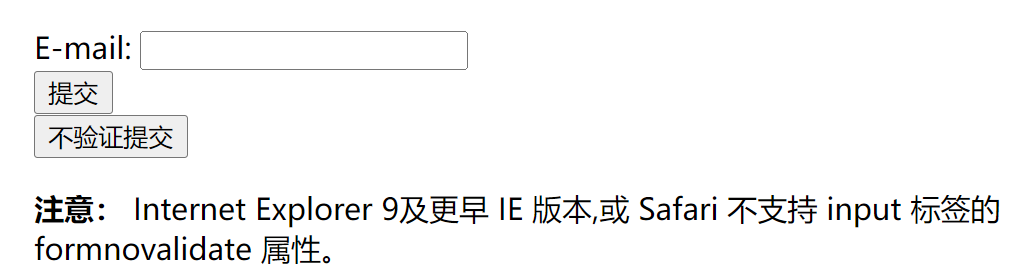 E-mail:
提交
不验证提交
注意： Internet Explorer 9及更早 IE 版本,或 Safari 不支持 input 标签的
formnovalidate 属性。